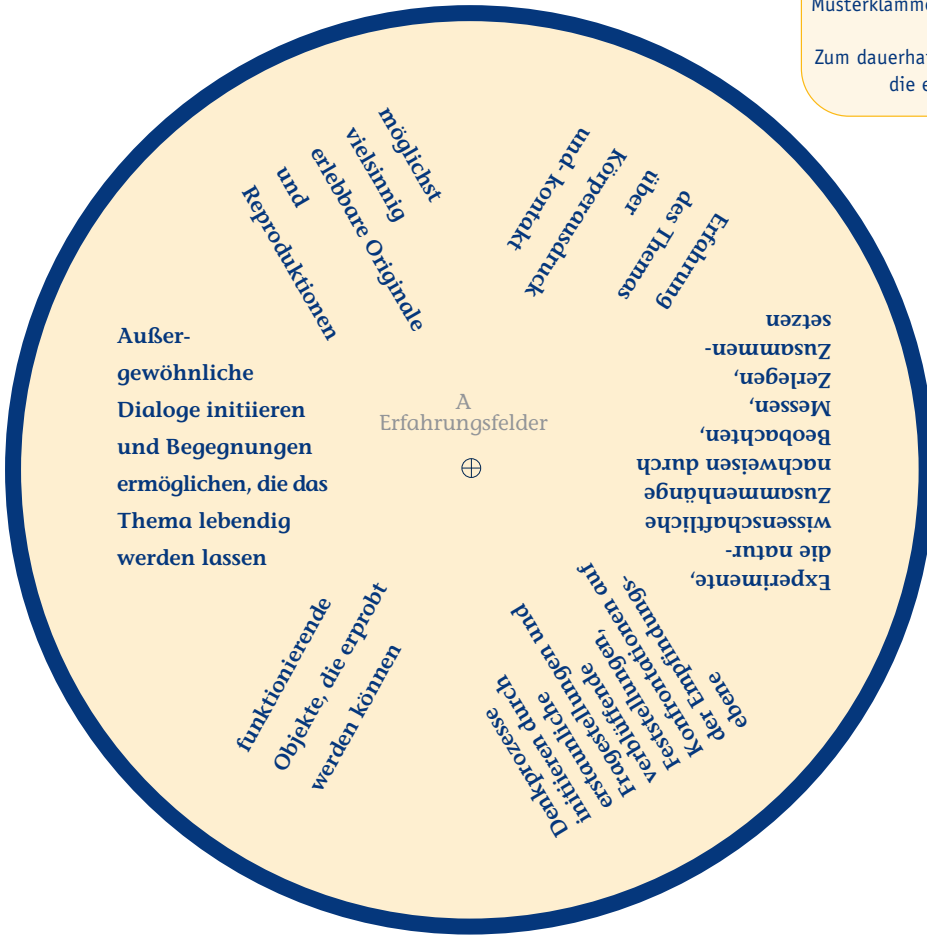 Musterklamme
Zum dauerha
die e
möglichst
vielsinnig
erlebbare Originale
und
Reproduktionen
Erfahrung
des Themas
über
Körperausdruck
und- kontakt
Außer-
gewöhnliche
Dialoge initiieren
und Begegnungen
ermöglichen, die das
Thema lebendig
werden lassen
A
Erfahrungsfelder
Experimente,
die natur-
wissenschaftliche
Zusammenhänge
nachweisen durch
Beobachten,
Messen,
Zerlegen,
Zusammen-
setzen
funktionierende
Objekte, die erprobt
werden können
Denkprozesse
initiieren durch
erstaunliche
Fragestellungen und
verblüffende
Feststellungen,
Konfrontationen auf
der Empfindungs-
ebene